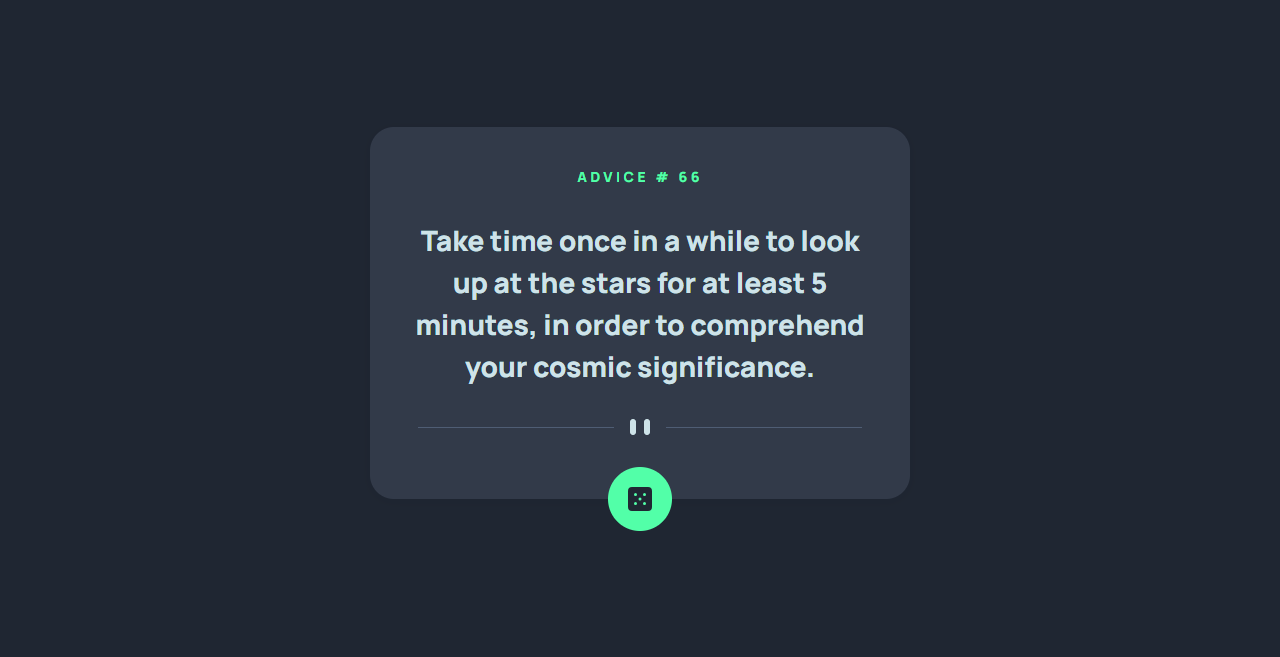 ADVICE # 66
Take time once in a while to look
up at the stars for at least 5
minutes, in order to comprehend
your cosmic significance.